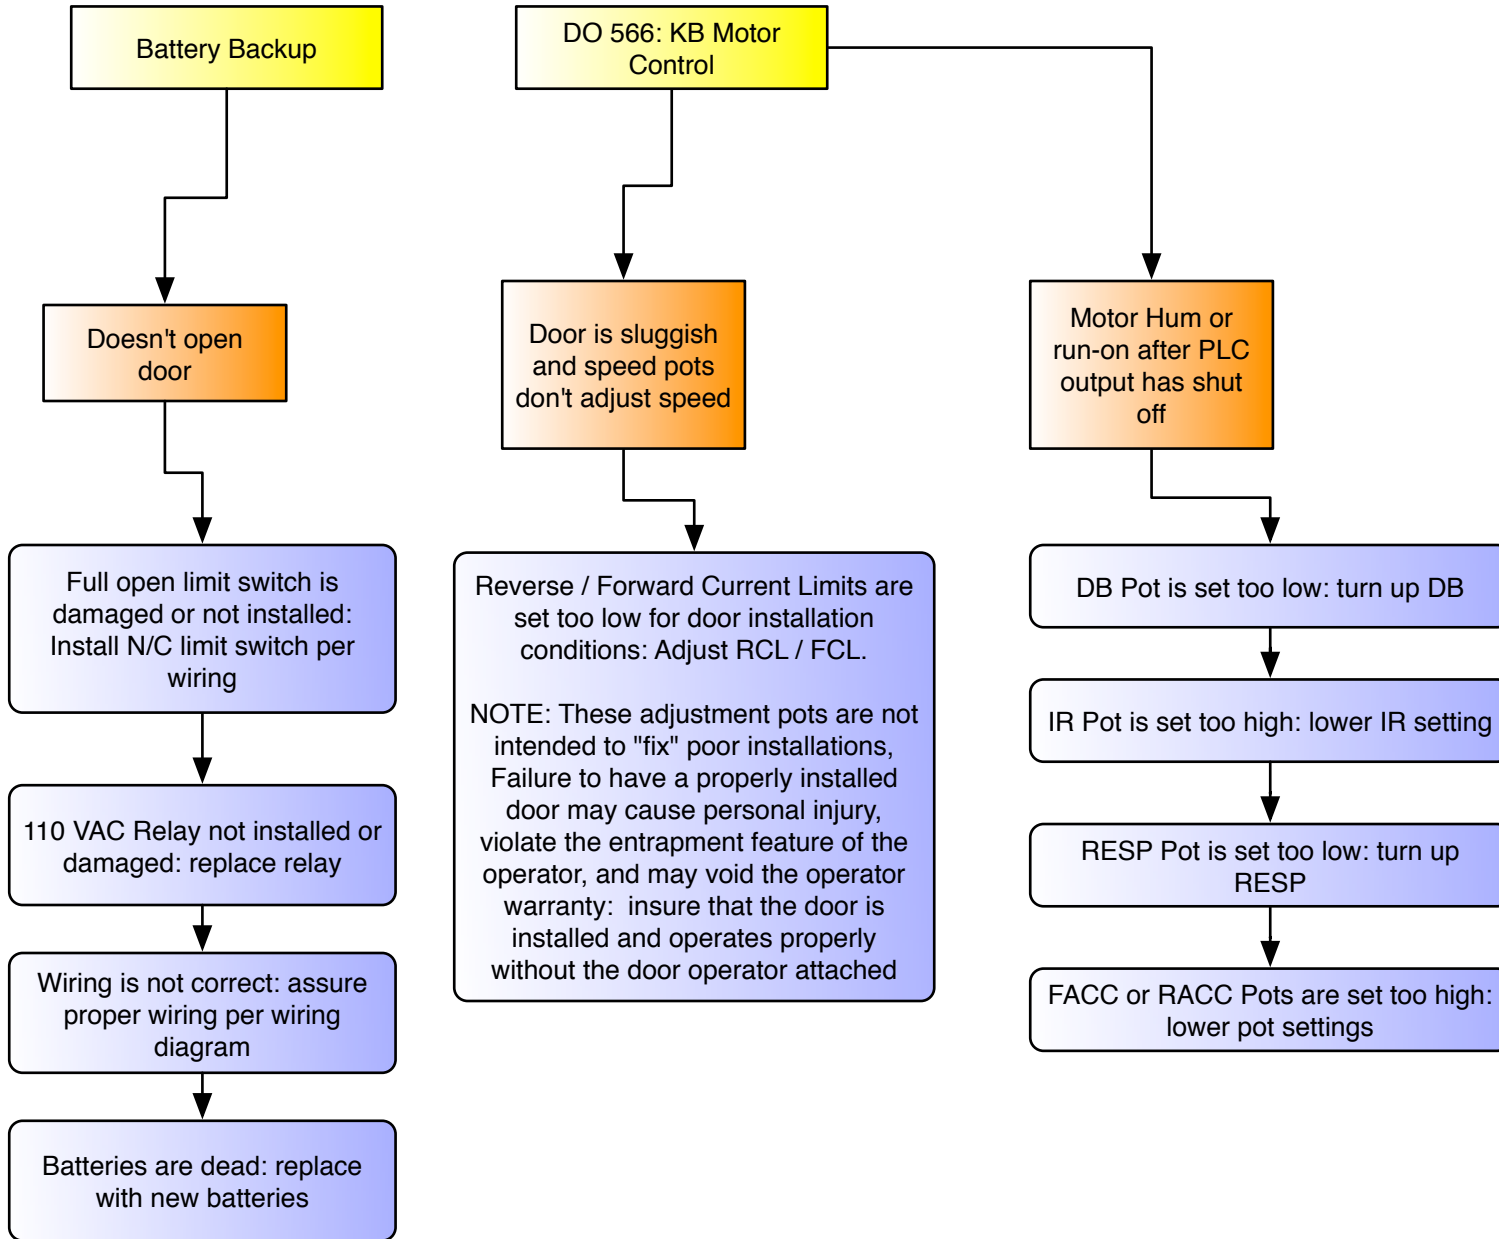 Battery Backup
DO 566: KB Motor
Control
Doesn't open
door
Door is sluggish
and speed pots
don't adjust speed
Motor Hum or
run-on after PLC
output has shut
off
Full open limit switch is
damaged or not installed:
Install N/C limit switch per
wiring
110 VAC Relay not installed or
damaged: replace relay
Wiring is not correct: assure
proper wiring per wiring
diagram
Batteries are dead: replace
with new batteries
Reverse / Forward Current Limits are
set too low for door installation
conditions: Adjust RCL / FCL.
NOTE: These adjustment pots are not
intended to "fix" poor installations,
Failure to have a properly installed
door may cause personal injury,
violate the entrapment feature of the
operator, and may void the operator
warranty:  insure that the door is
installed and operates properly
without the door operator attached
DB Pot is set too low: turn up DB
IR Pot is set too high: lower IR setting
RESP Pot is set too low: turn up
RESP
FACC or RACC Pots are set too high:
lower pot settings